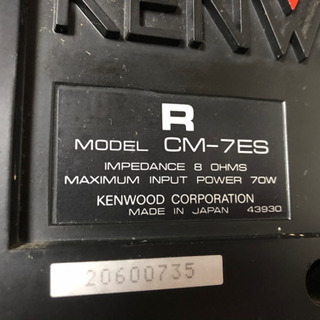 KENW
R
MODEL CM-7ES
IMPEDANCE 8 OHMS
MAXIMUM INPUT POWER 70W
KENWOOD CORPORATION
MADE IN JAPAN 43930
20600735